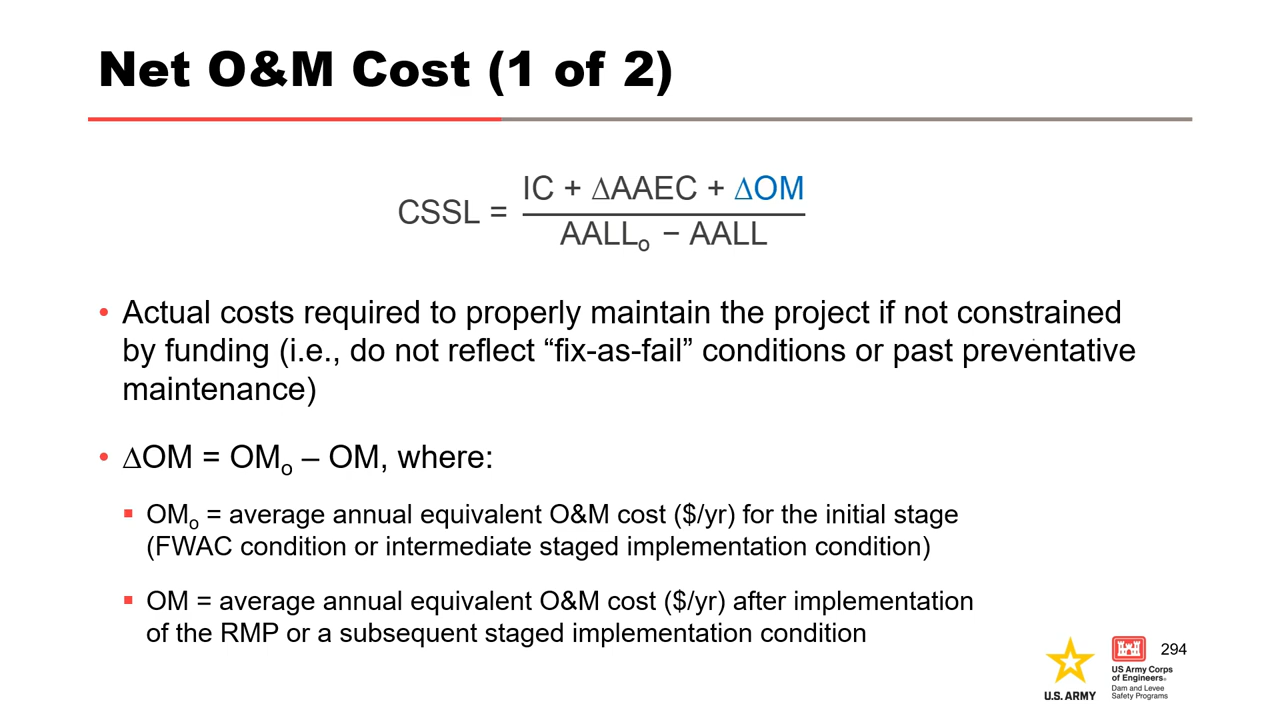 Net O&M Cost (1 of 2)
CSSL = 
IC + ∆AAEC + ∆OM
AALLₒ − AALL
• Actual costs required to properly maintain the project if not constrained
by funding (i.e., do not reflect “fix-as-fail” conditions or past preventative
maintenance)
• ∆OM = OMₒ – OM, where:
▪ OMₒ = average annual equivalent O&M cost ($/yr) for the initial stage
(FWAC condition or intermediate staged implementation condition)
▪ OM = average annual equivalent O&M cost ($/yr) after implementation
of the RMP or a subsequent staged implementation condition
U.S. ARMY
US Army Corps
of Engineers®
Dam and Levee
Safety Programs
294